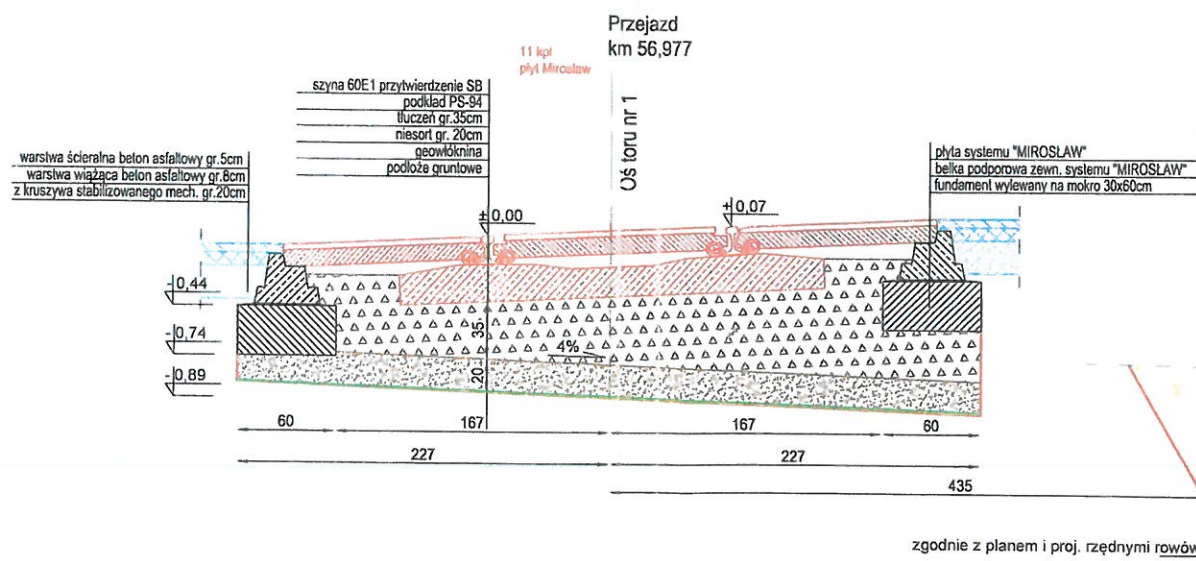 Przejazd
km 56,977
11 kpl
płyt Mirosław
Oś toru nr 1
szyna 60E1 przytwierdzenie SB
podkład PS-94
tłuczeń gr.35cm
niesort gr. 20cm
geowłóknina
podłoże gruntowe
warstwa ścieralna beton asfaltowy gr.5cm
warstwa wiążąca beton asfaltowy gr.8cm
z kruszywa stabilizowanego mech. gr.20cm
płyta systemu "MIROSŁAW"
belka podporowa zewn. systemu "MIROSŁAW"
fundament wylewany na mokro 30x60cm
± 0,00
+ 0,07
- 0,44
- 0,74
- 0,89
35
20
4%
60
167
167
60
227
227
435
zgodnie z planem i proj. rzędnymi rowów